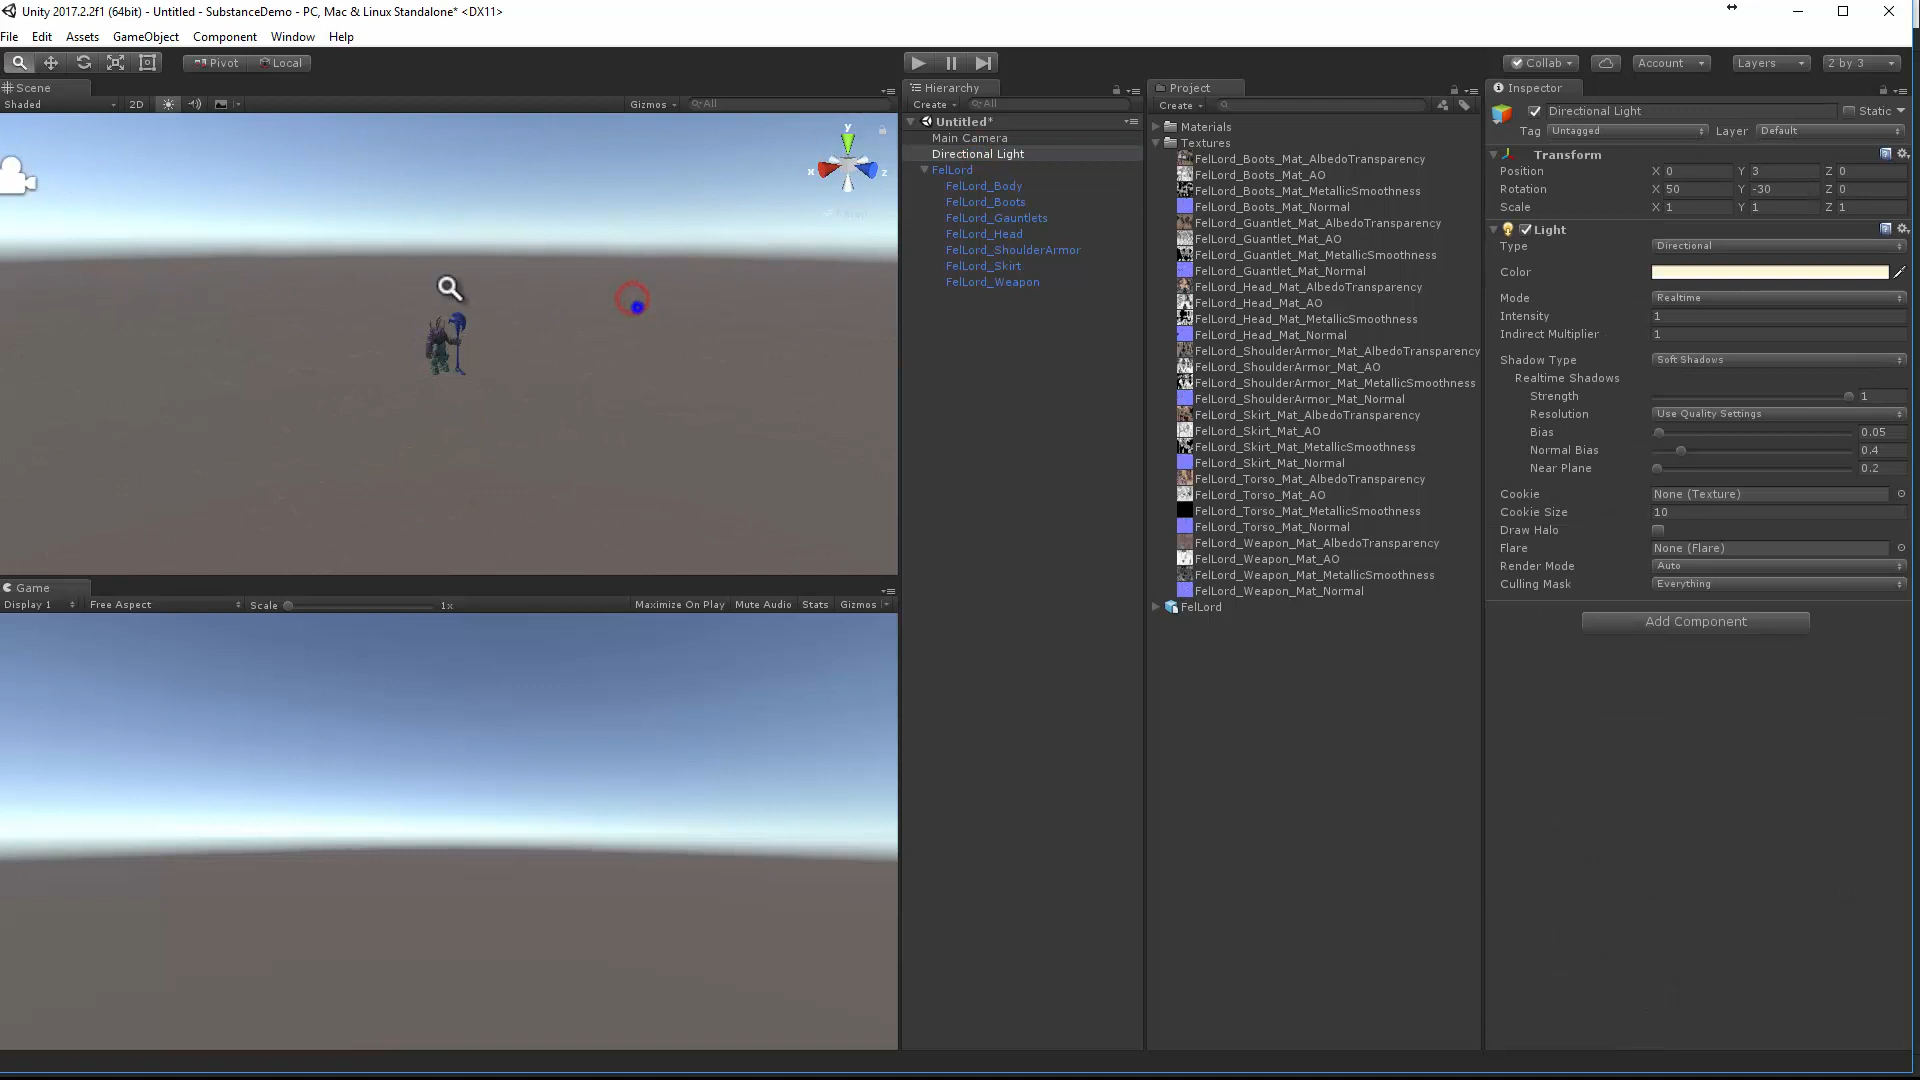 Unity 2017.2.2f1 (64bit) - Untitled - SubstanceDemo - PC, Mac & Linux Standalone* <DX11>
File Edit Assets GameObject Component Window Help
Pivot Local
Collab Account Layers 2 by 3
Scene
Shaded 2D Gizmos All
y
x z
Game
Display 1 Free Aspect Scale 1x Maximize On Play Mute Audio Stats Gizmos
Hierarchy
Create All
Untitled*
Main Camera
Directional Light
FelLord
FelLord_Body
FelLord_Boots
FelLord_Gauntlets
FelLord_Head
FelLord_ShoulderArmor
FelLord_Skirt
FelLord_Weapon
Project
Create
Materials
Textures
FelLord_Boots_Mat_AlbedoTransparency
FelLord_Boots_Mat_AO
FelLord_Boots_Mat_MetallicSmoothness
FelLord_Boots_Mat_Normal
FelLord_Guantlet_Mat_AlbedoTransparency
FelLord_Guantlet_Mat_AO
FelLord_Guantlet_Mat_MetallicSmoothness
FelLord_Guantlet_Mat_Normal
FelLord_Head_Mat_AlbedoTransparency
FelLord_Head_Mat_AO
FelLord_Head_Mat_MetallicSmoothness
FelLord_Head_Mat_Normal
FelLord_ShoulderArmor_Mat_AlbedoTransparency
FelLord_ShoulderArmor_Mat_AO
FelLord_ShoulderArmor_Mat_MetallicSmoothness
FelLord_ShoulderArmor_Mat_Normal
FelLord_Skirt_Mat_AlbedoTransparency
FelLord_Skirt_Mat_AO
FelLord_Skirt_Mat_MetallicSmoothness
FelLord_Skirt_Mat_Normal
FelLord_Torso_Mat_AlbedoTransparency
FelLord_Torso_Mat_AO
FelLord_Torso_Mat_MetallicSmoothness
FelLord_Torso_Mat_Normal
FelLord_Weapon_Mat_AlbedoTransparency
FelLord_Weapon_Mat_AO
FelLord_Weapon_Mat_MetallicSmoothness
FelLord_Weapon_Mat_Normal
FelLord
Inspector
Directional Light Static
Tag Untagged Layer Default
Transform
Position X 0 Y 3 Z 0
Rotation X 50 Y -30 Z 0
Scale X 1 Y 1 Z 1
Light
Type Directional
Color
Mode Realtime
Intensity 1
Indirect Multiplier 1
Shadow Type Soft Shadows
Realtime Shadows
Strength 1
Resolution Use Quality Settings
Bias 0.05
Normal Bias 0.4
Near Plane 0.2
Cookie None (Texture)
Cookie Size 10
Draw Halo
Flare None (Flare)
Render Mode Auto
Culling Mask Everything
Add Component